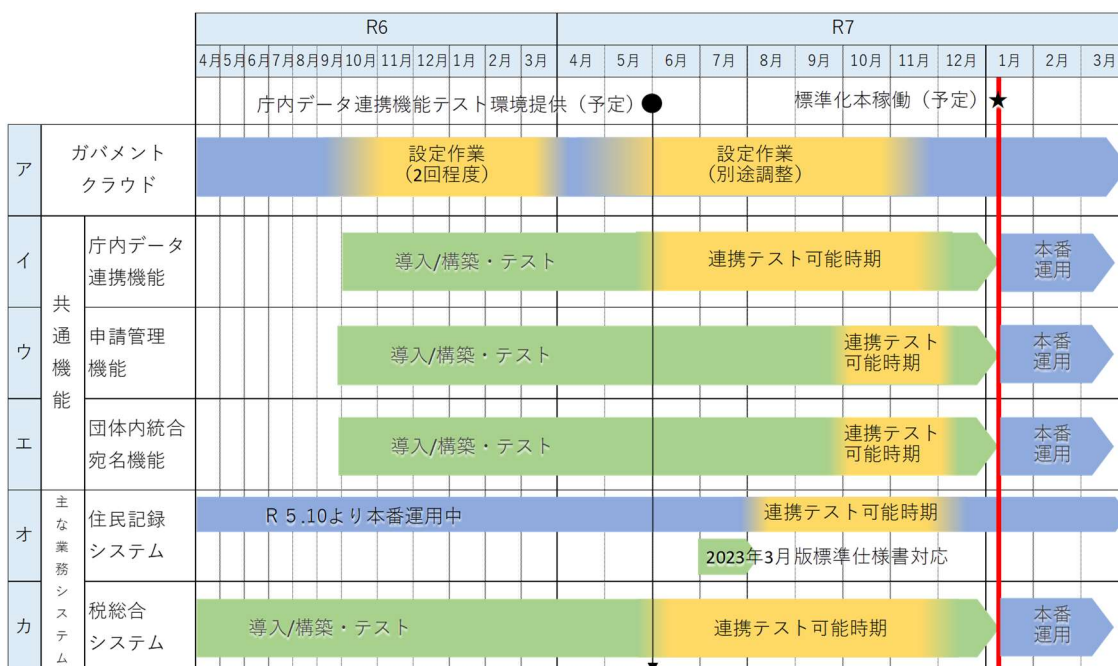 R6
R7
4月 5月 6月 7月 8月 9月 10月 11月 12月 1月 2月 3月 4月 5月 6月 7月 8月 9月 10月 11月 12月 1月 2月 3月
庁内データ連携機能テスト環境提供（予定）●
標準化本稼働（予定）★
ア
ガバメント
クラウド
設定作業
（2回程度）
設定作業
（別途調整）
共通機能
イ
庁内データ
連携機能
導入/構築・テスト
連携テスト可能時期
本番
運用
ウ
申請管理
機能
導入/構築・テスト
連携テスト
可能時期
本番
運用
エ
団体内統合
宛名機能
導入/構築・テスト
連携テスト
可能時期
本番
運用
主な業務システム
オ
住民記録
システム
R 5.10より本番運用中
連携テスト可能時期
2023年3月版標準仕様書対応
カ
税総合
システム
導入/構築・テスト
連携テスト可能時期
本番
運用